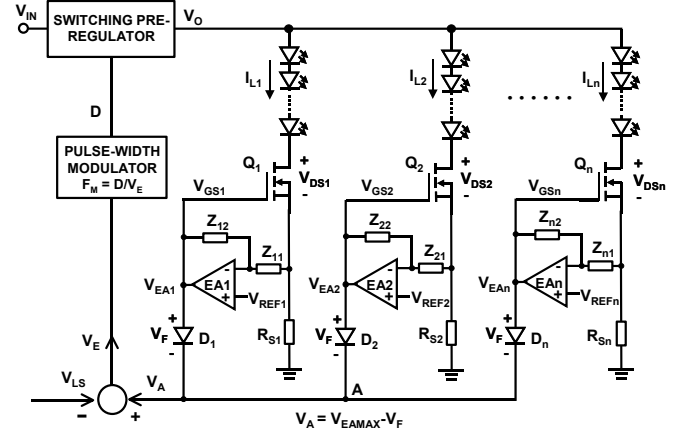 V_IN
SWITCHING PRE-
REGULATOR
V_O
I_L1
I_L2
I_Ln
D
PULSE-WIDTH
MODULATOR
F_M = D/V_E
Q_1
+
V_DS1
-
Q_2
+
V_DS2
-
Q_n
+
V_DSn
-
V_GS1
V_GS2
V_GSn
Z_12
Z_11
Z_22
Z_21
Z_n2
Z_n1
V_EA1
-
EA1
+
V_REF1
V_EA2
-
EA2
+
V_REF2
V_EAn
-
EAn
+
V_REFn
+
V_F
-
D_1
R_S1
+
V_F
-
D_2
R_S2
+
V_F
-
D_n
R_Sn
V_E
V_LS
-
V_A
+
A
V_A = V_EAMAX-V_F